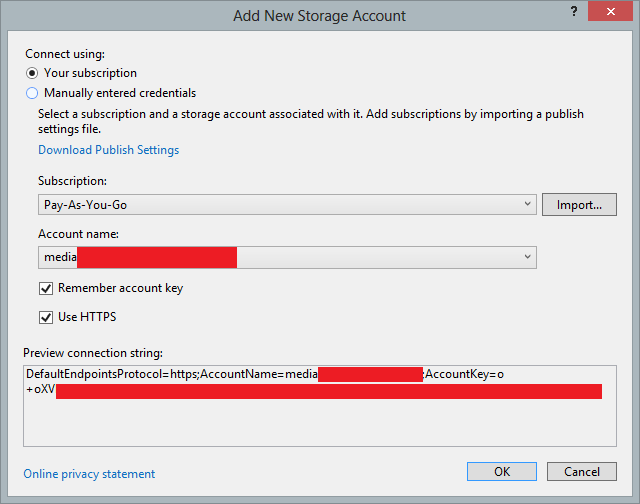 Add New Storage Account
?
Connect using:
Your subscription
Manually entered credentials
Select a subscription and a storage account associated with it. Add subscriptions by importing a publish
settings file.
Download Publish Settings
Subscription:
Pay-As-You-Go
Import...
Account name:
media
Remember account key
Use HTTPS
Preview connection string:
DefaultEndpointsProtocol=https;AccountName=media ;AccountKey=o
+oXV
Online privacy statement
OK
Cancel